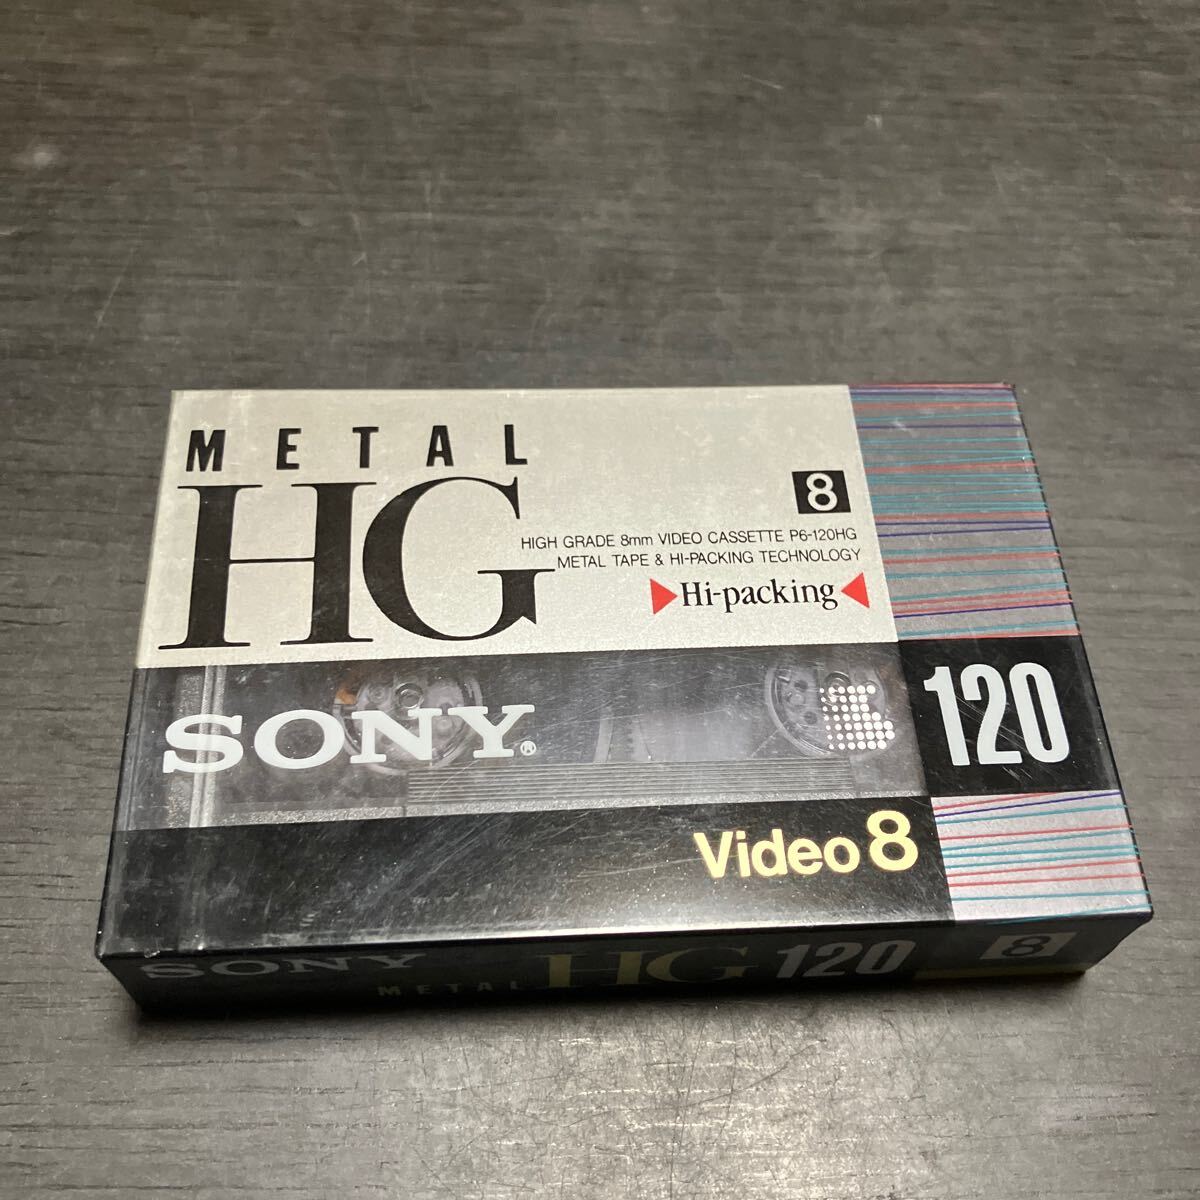 METAL
HG
8
HIGH GRADE 8mm VIDEO CASSETTE P6-120HG
METAL TAPE & HI-PACKING TECHNOLOGY
Hi-packing
SONY®
120
Video 8
SONY
METAL HG 120
8